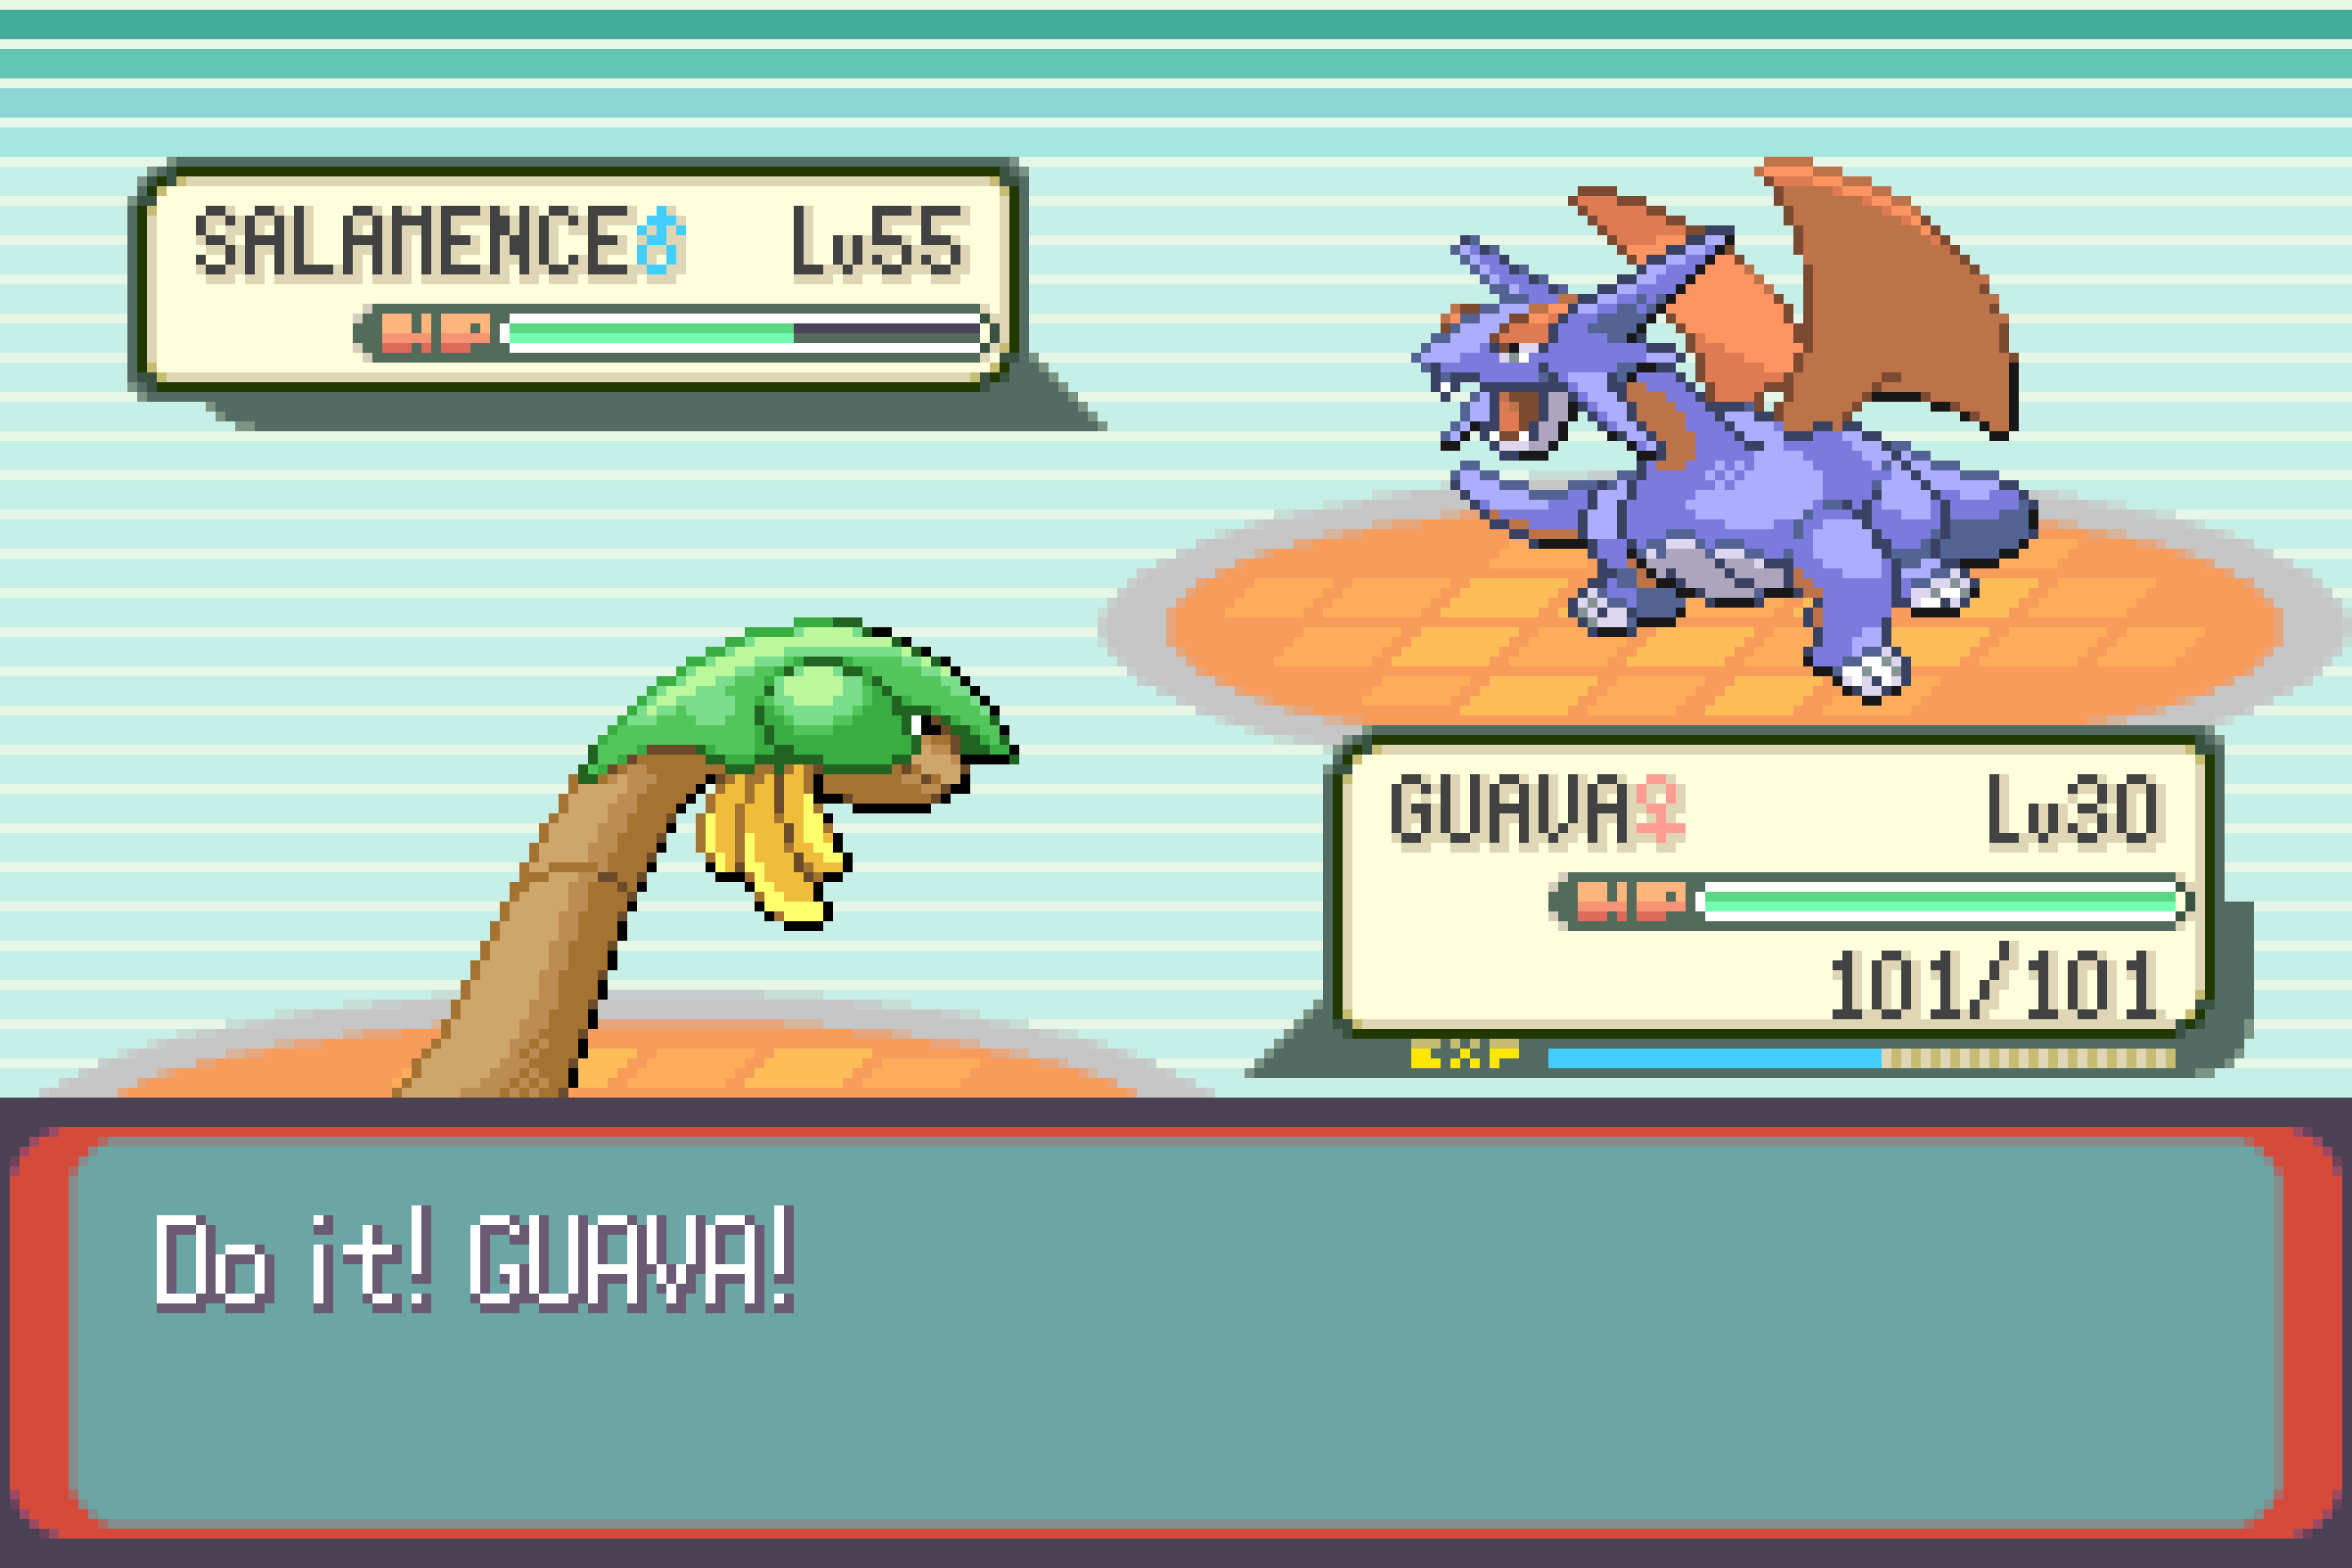 SALAMENCE♂ Lv55
HP
GUAVA♀ Lv30
HP
101/101
EXP
Do it! GUAVA!